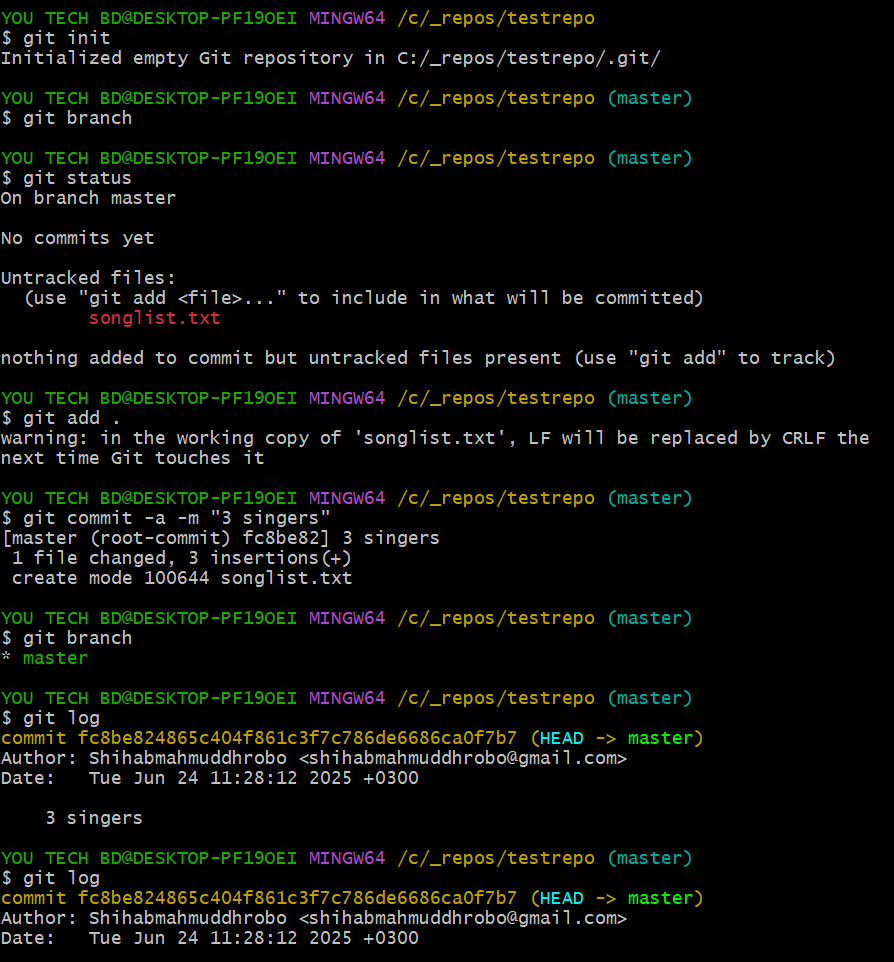 YOU TECH BD@DESKTOP-PF19OEI MINGW64 /c/_repos/testrepo
$ git init
Initialized empty Git repository in C:/_repos/testrepo/.git/
YOU TECH BD@DESKTOP-PF19OEI MINGW64 /c/_repos/testrepo (master)
$ git branch
YOU TECH BD@DESKTOP-PF19OEI MINGW64 /c/_repos/testrepo (master)
$ git status
On branch master
No commits yet
Untracked files:
  (use "git add <file>..." to include in what will be committed)
        songlist.txt
nothing added to commit but untracked files present (use "git add" to track)
YOU TECH BD@DESKTOP-PF19OEI MINGW64 /c/_repos/testrepo (master)
$ git add .
warning: in the working copy of 'songlist.txt', LF will be replaced by CRLF the
next time Git touches it
YOU TECH BD@DESKTOP-PF19OEI MINGW64 /c/_repos/testrepo (master)
$ git commit -a -m "3 singers"
[master (root-commit) fc8be82] 3 singers
 1 file changed, 3 insertions(+)
 create mode 100644 songlist.txt
YOU TECH BD@DESKTOP-PF19OEI MINGW64 /c/_repos/testrepo (master)
$ git branch
* master
YOU TECH BD@DESKTOP-PF19OEI MINGW64 /c/_repos/testrepo (master)
$ git log
commit fc8be824865c404f861c3f7c786de6686ca0f7b7 (HEAD -> master)
Author: Shihabmahmuddhrobo <shihabmahmuddhrobo@gmail.com>
Date:   Tue Jun 24 11:28:12 2025 +0300
    3 singers
YOU TECH BD@DESKTOP-PF19OEI MINGW64 /c/_repos/testrepo (master)
$ git log
commit fc8be824865c404f861c3f7c786de6686ca0f7b7 (HEAD -> master)
Author: Shihabmahmuddhrobo <shihabmahmuddhrobo@gmail.com>
Date:   Tue Jun 24 11:28:12 2025 +0300